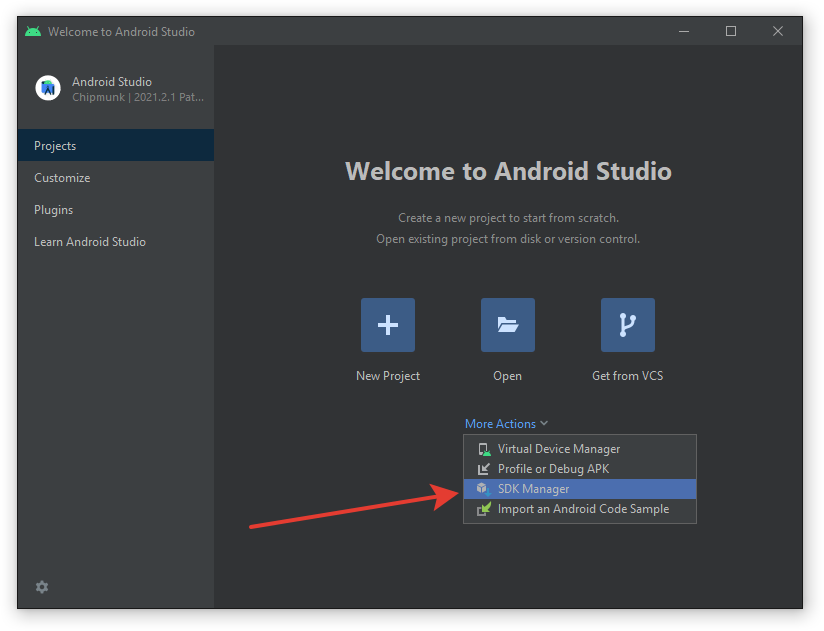 Welcome to Android Studio
Android Studio
Chipmunk | 2021.2.1 Pat...
Projects
Customize
Plugins
Learn Android Studio
Welcome to Android Studio
Create a new project to start from scratch.
Open existing project from disk or version control.
New Project
Open
Get from VCS
More Actions
Virtual Device Manager
Profile or Debug APK
SDK Manager
Import an Android Code Sample